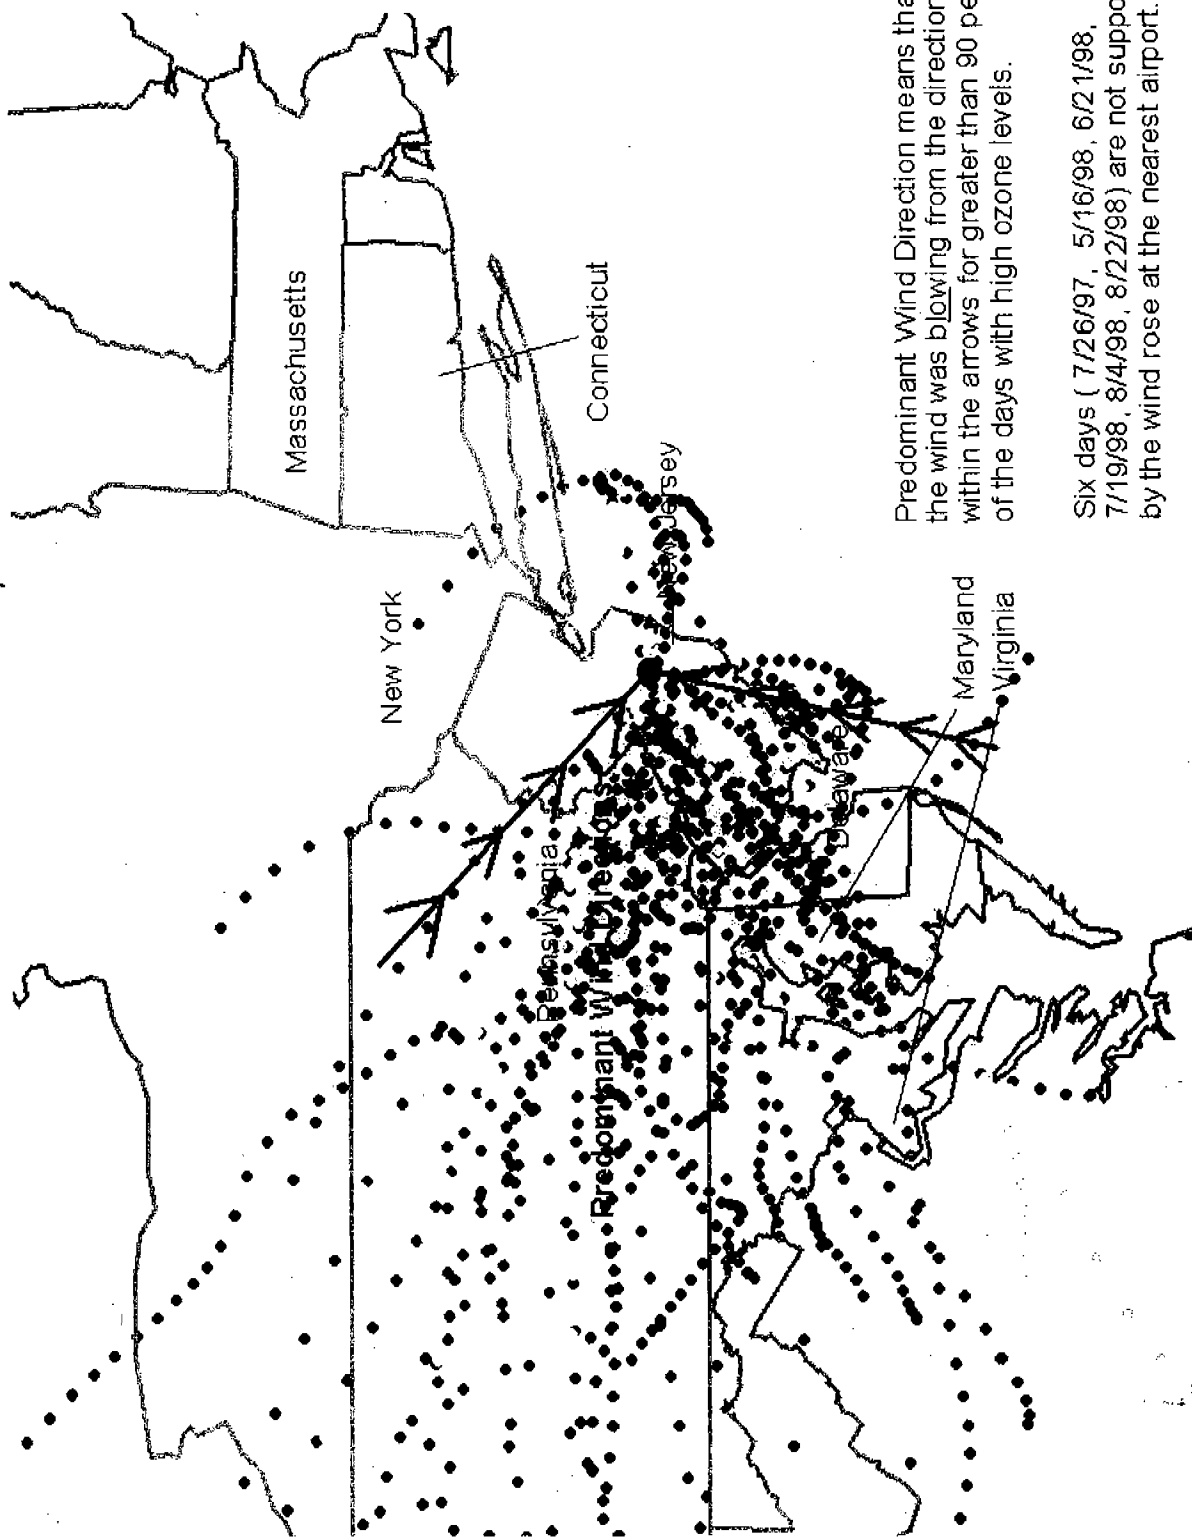 Massachusetts
New York
Connecticut
New Jersey
Pennsylvania
Predominant Wind Directions
Delaware
Maryland
Virginia
Predominant Wind Direction means tha
the wind was blowing from the direction
within the arrows for greater than 90 pe
of the days with high ozone levels.
Six days ( 7/26/97, 5/16/98, 6/21/98,
7/19/98, 8/4/98, 8/22/98) are not suppo
by the wind rose at the nearest airport.